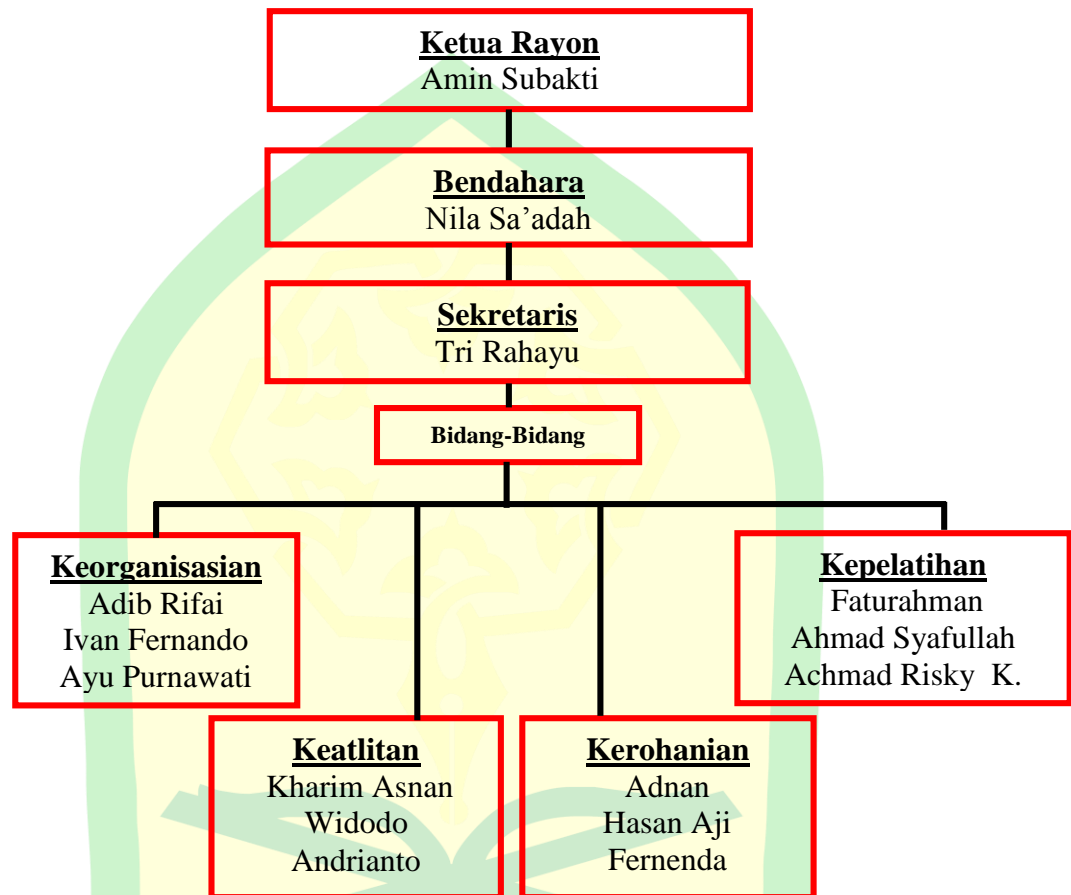 Ketua Rayon
Amin Subakti
Bendahara
Nila Sa’adah
Sekretaris
Tri Rahayu
Bidang-Bidang
Keorganisasian
Adib Rifai
Ivan Fernando
Ayu Purnawati
Kepelatihan
Faturahman
Ahmad Syafullah
Achmad Risky  K.
Keatlitan
Kharim Asnan
Widodo
Andrianto
Kerohanian
Adnan
Hasan Aji
Fernenda